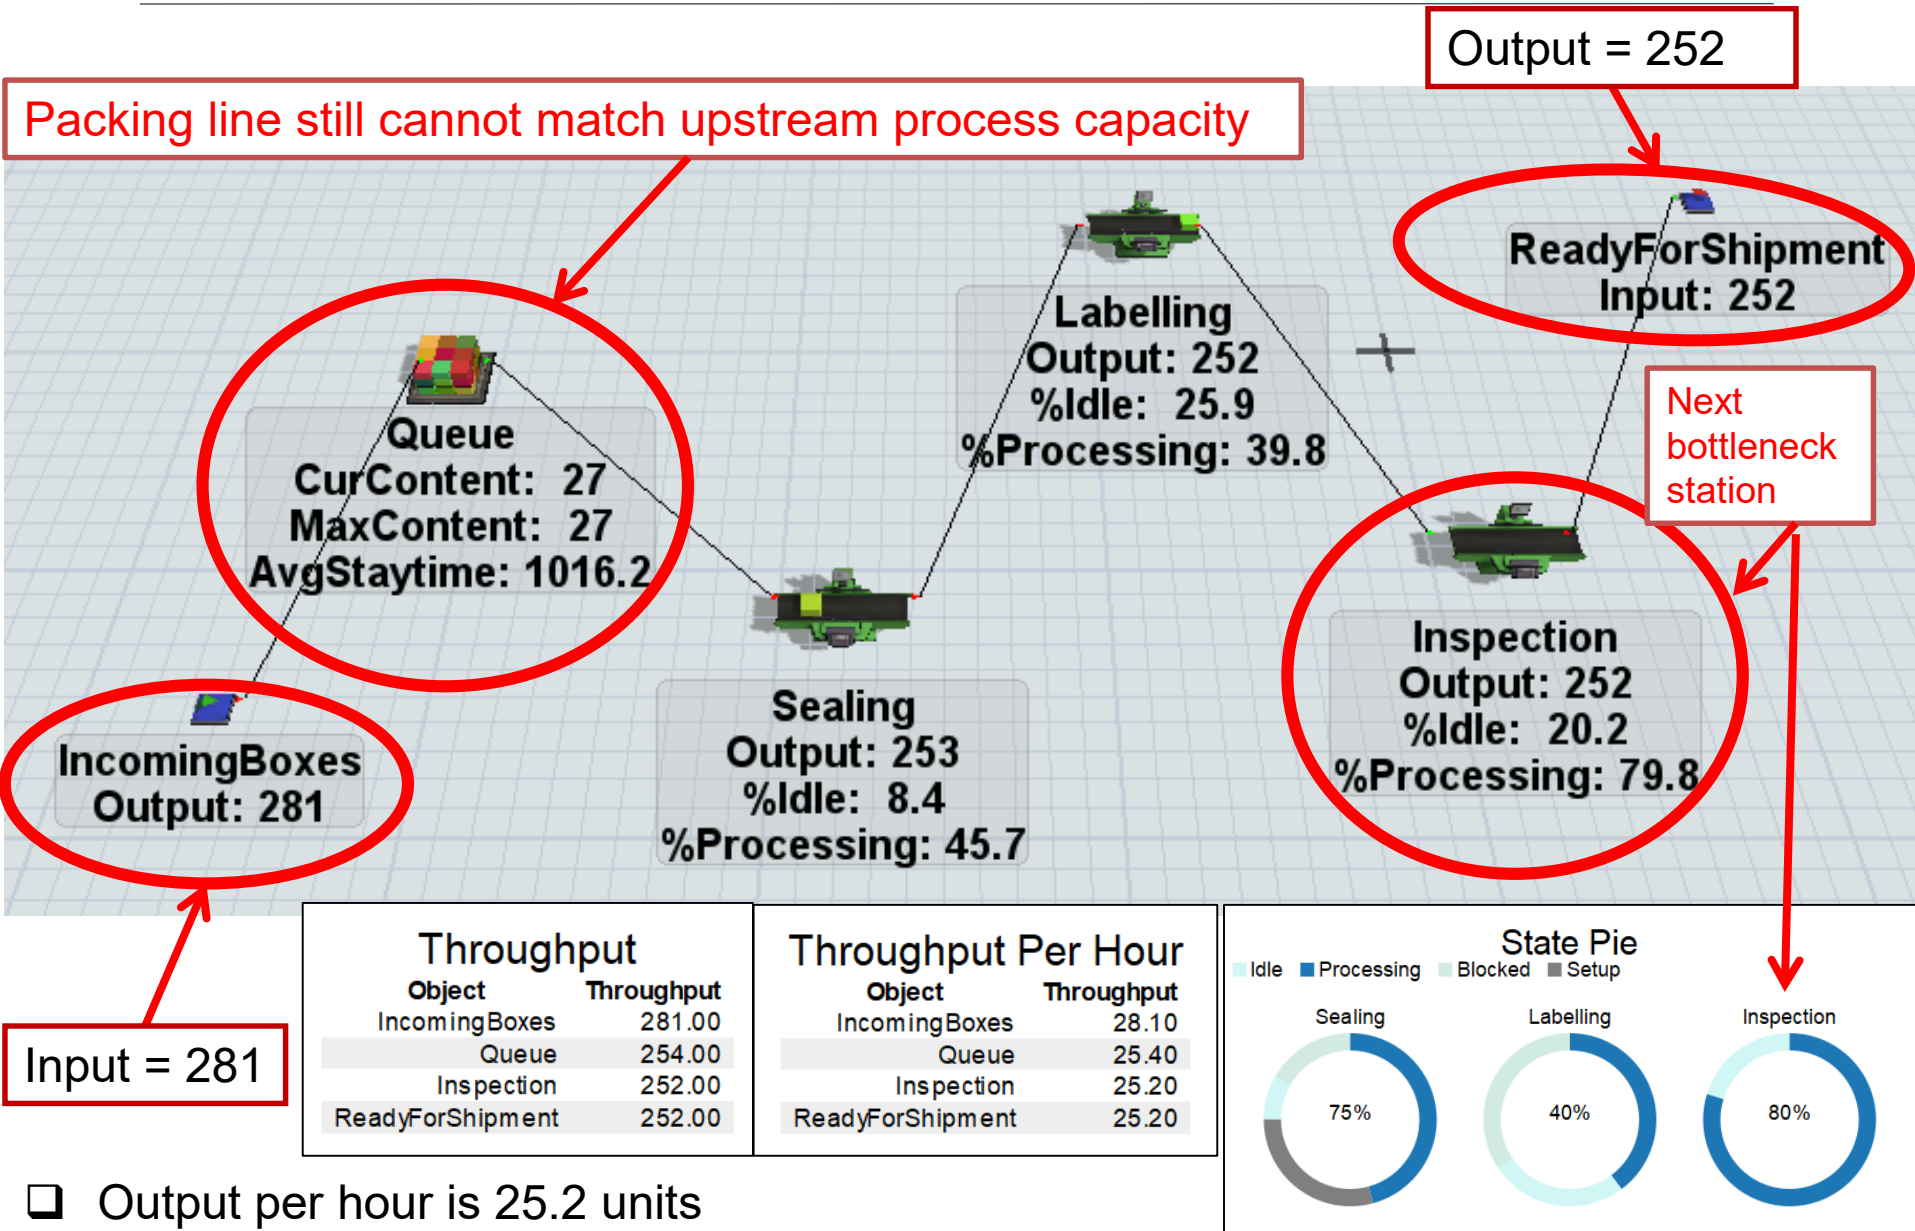 Output = 252
Packing line still cannot match upstream process capacity
ReadyForShipment
Input: 252
Labelling
Output: 252
%Idle: 25.9
%Processing: 39.8
Next
bottleneck
station
Queue
CurContent: 27
MaxContent: 27
AvgStaytime: 1016.2
Inspection
Output: 252
%Idle: 20.2
%Processing: 79.8
Sealing
Output: 253
%Idle: 8.4
%Processing: 45.7
IncomingBoxes
Output: 281
Input = 281
Throughput
Object Throughput
IncomingBoxes 281.00
Queue 254.00
Inspection 252.00
ReadyForShipment 252.00
Throughput Per Hour
Object Throughput
IncomingBoxes 28.10
Queue 25.40
Inspection 25.20
ReadyForShipment 25.20
State Pie
Idle Processing Blocked Setup
Sealing Labelling Inspection
75% 40% 80%
❑ Output per hour is 25.2 units